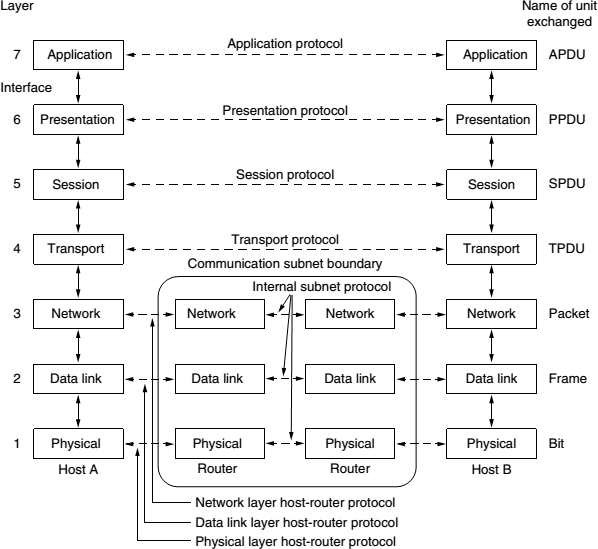 Layer
Name of unit
exchanged
7 Application Application protocol Application APDU
Interface
6 Presentation Presentation protocol Presentation PPDU
5 Session Session protocol Session SPDU
4 Transport Transport protocol Transport TPDU
Communication subnet boundary
Internal subnet protocol
3 Network Network Network Network Packet
2 Data link Data link Data link Data link Frame
1 Physical Physical Physical Physical Bit
Host A Router Router Host B
Network layer host-router protocol
Data link layer host-router protocol
Physical layer host-router protocol